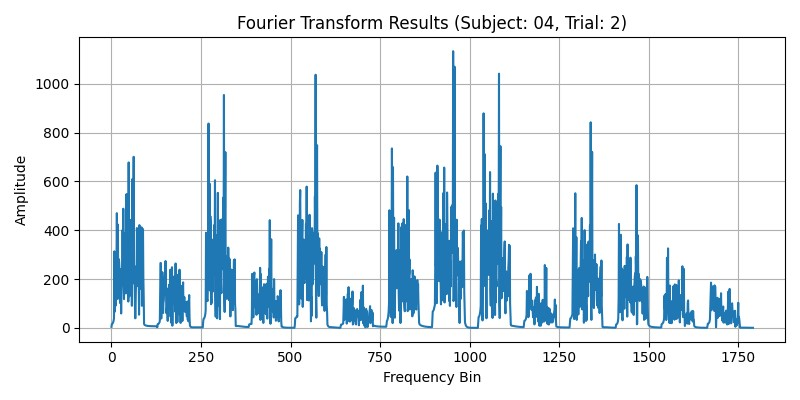 Fourier Transform Results (Subject: 04, Trial: 2)
1000
800
600
400
200
0
Amplitude
0 250 500 750 1000 1250 1500 1750
Frequency Bin